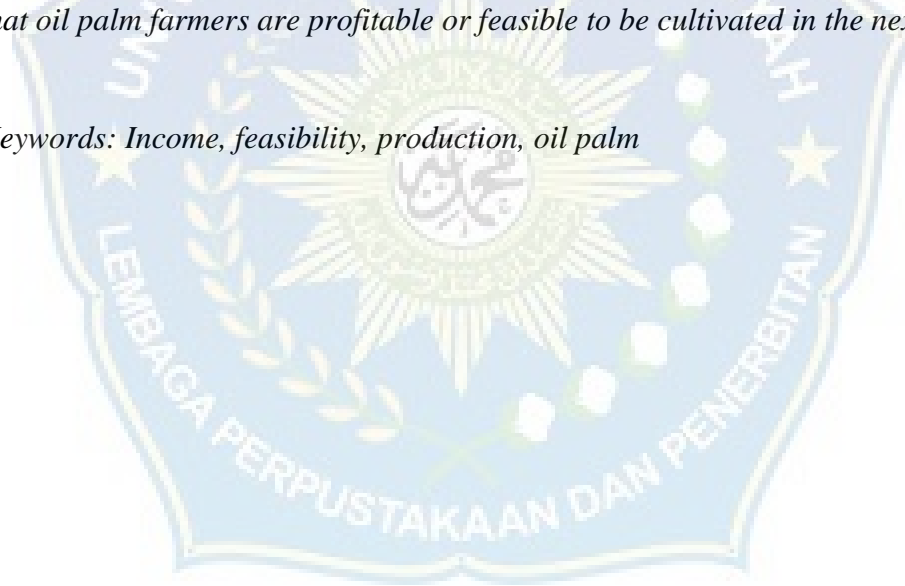 hat oil palm farmers are profitable or feasible to be cultivated in the ne
eywords: Income, feasibility, production, oil palm
LEMBAGA PERPUSTAKAAN DAN PENERBITAN